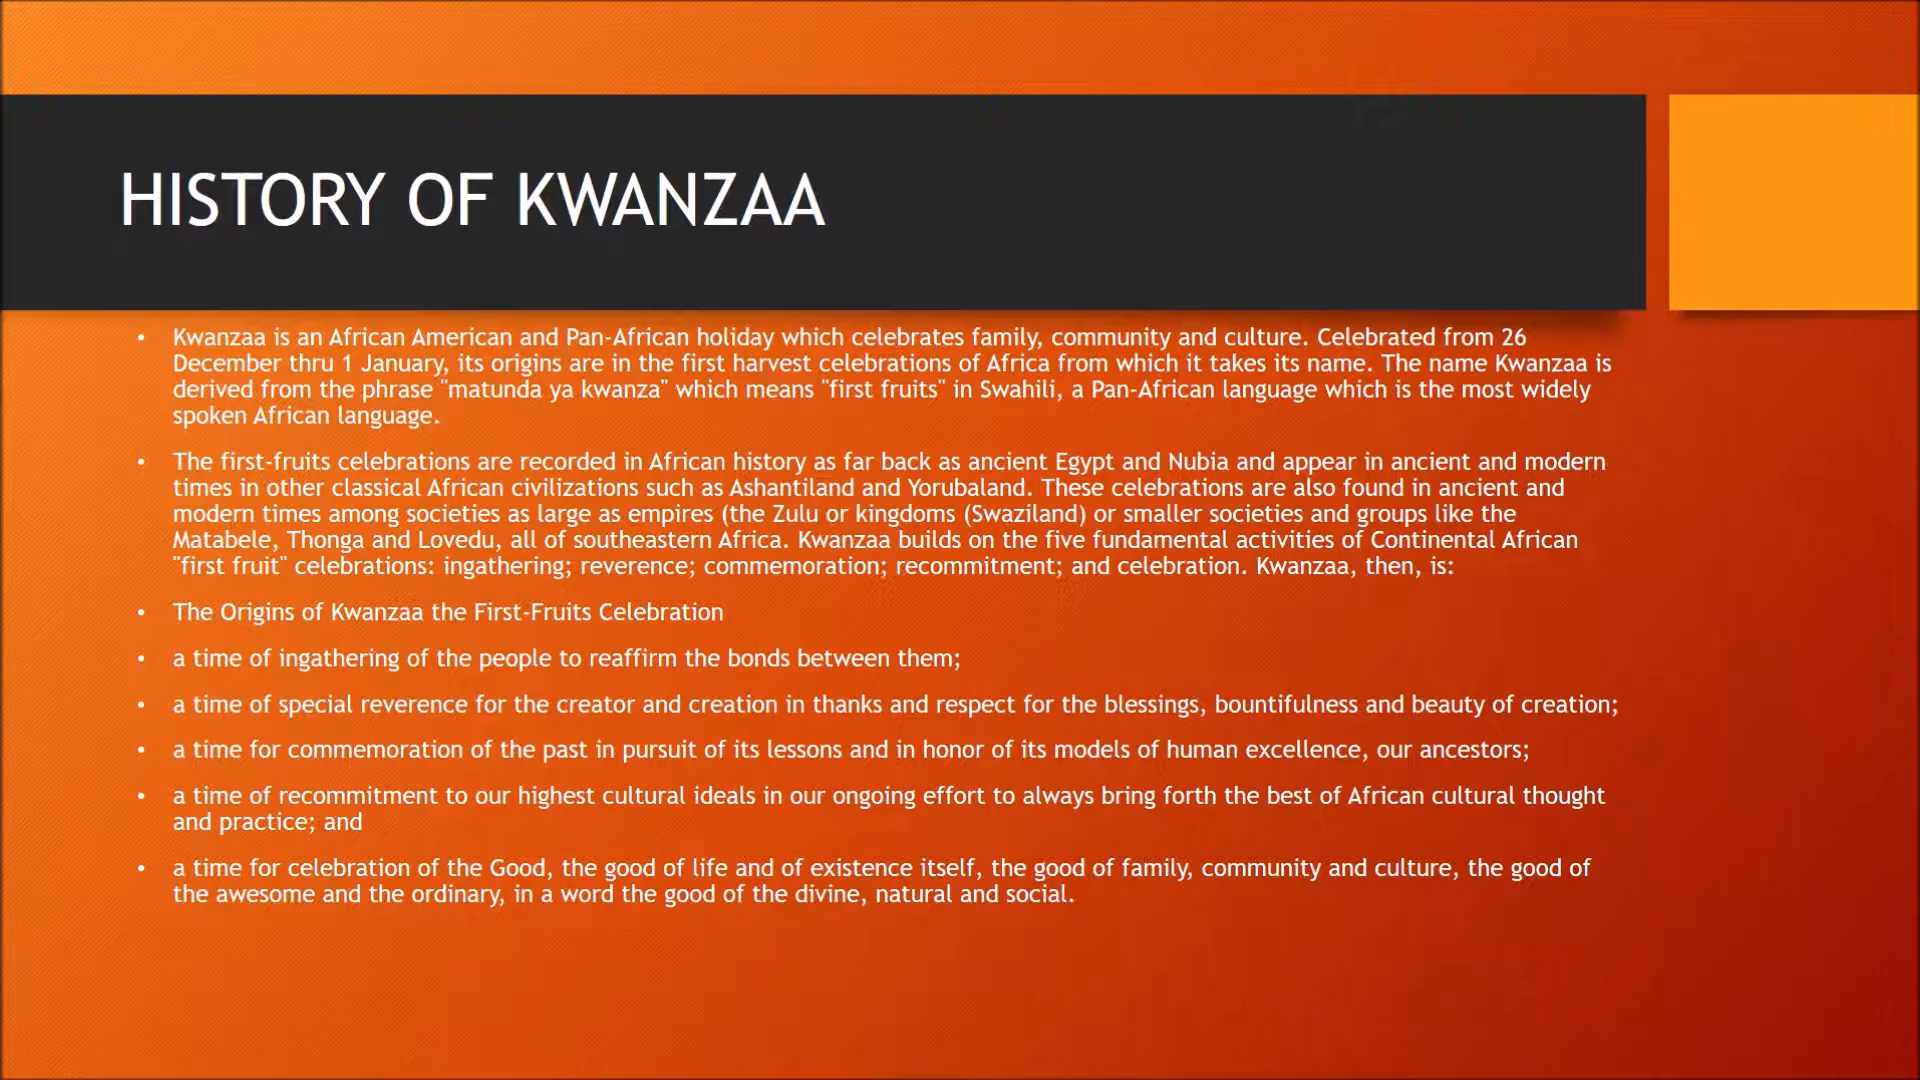 HISTORY OF KWANZAA
• Kwanzaa is an African American and Pan-African holiday which celebrates family, community and culture. Celebrated from 26
December thru 1 January, its origins are in the first harvest celebrations of Africa from which it takes its name. The name Kwanzaa is
derived from the phrase "matunda ya kwanza" which means "first fruits" in Swahili, a Pan-African language which is the most widely
spoken African language.
• The first-fruits celebrations are recorded in African history as far back as ancient Egypt and Nubia and appear in ancient and modern
times in other classical African civilizations such as Ashantiland and Yorubaland. These celebrations are also found in ancient and
modern times among societies as large as empires (the Zulu or kingdoms (Swaziland) or smaller societies and groups like the
Matabele, Thonga and Lovedu, all of southeastern Africa. Kwanzaa builds on the five fundamental activities of Continental African
"first fruit" celebrations: ingathering; reverence; commemoration; recommitment; and celebration. Kwanzaa, then, is:
• The Origins of Kwanzaa the First-Fruits Celebration
• a time of ingathering of the people to reaffirm the bonds between them;
• a time of special reverence for the creator and creation in thanks and respect for the blessings, bountifulness and beauty of creation;
• a time for commemoration of the past in pursuit of its lessons and in honor of its models of human excellence, our ancestors;
• a time of recommitment to our highest cultural ideals in our ongoing effort to always bring forth the best of African cultural thought
and practice; and
• a time for celebration of the Good, the good of life and of existence itself, the good of family, community and culture, the good of
the awesome and the ordinary, in a word the good of the divine, natural and social.